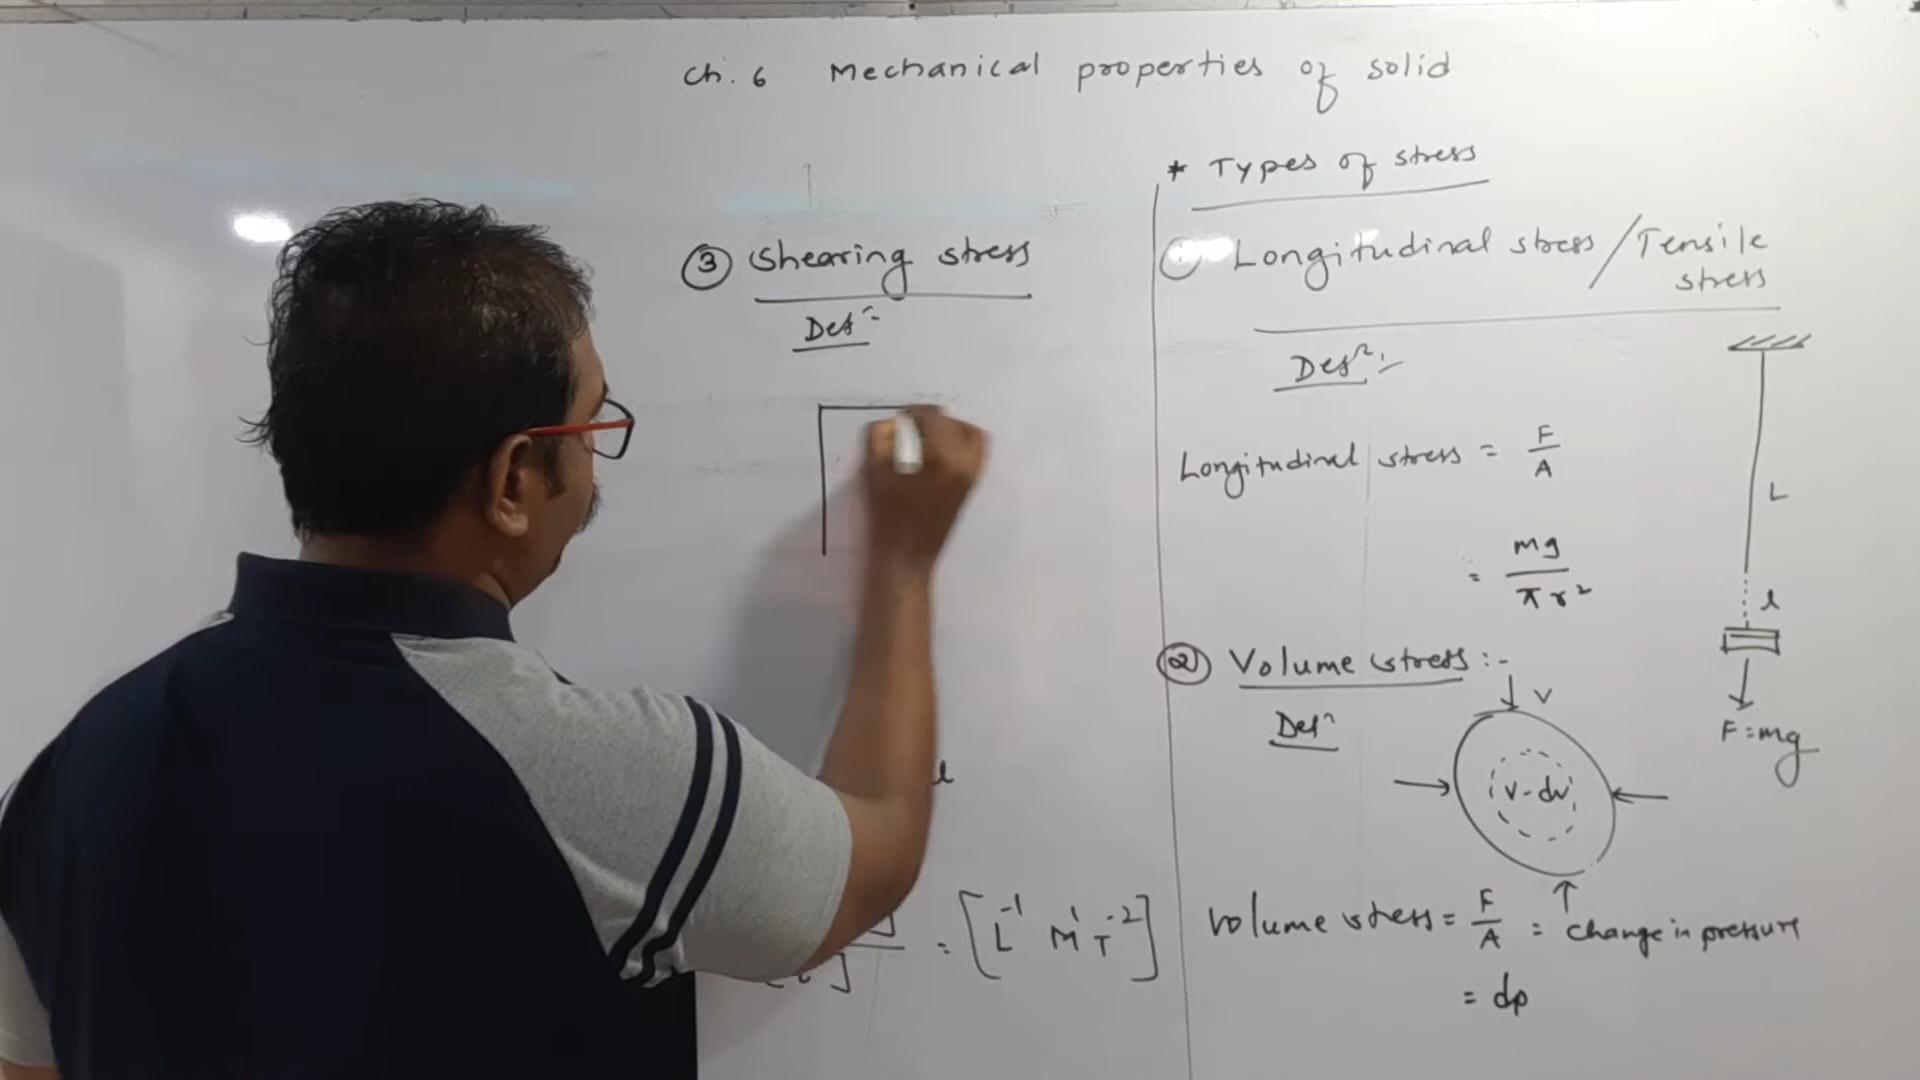 Ch. 6 Mechanical properties of solid
* Types of stress
Longitudinal stress / Tensile
stress
Defⁿ :-
Longitudinal stress = F/A
= mg/πr²
L
l
F = mg
② Volume stress :-
Defⁿ
V
V-dv
Volume stress = F/A = change in pressure
= dp
③ Shearing stress
Defⁿ
l
= [L⁻¹ M¹ T⁻²]